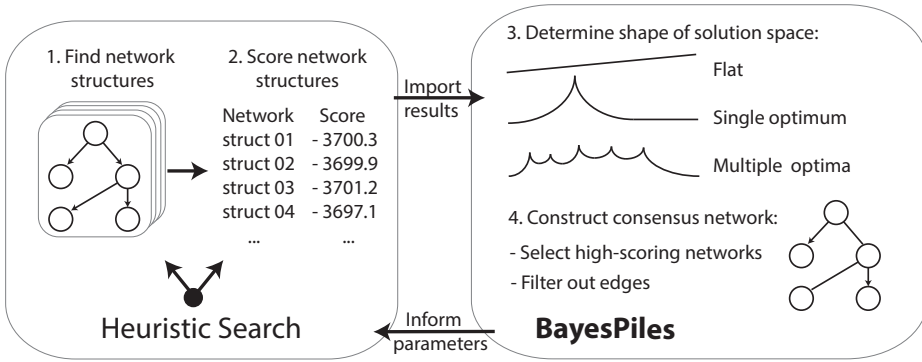 1. Find network
structures
2. Score network
structures
Network Score
struct 01 - 3700.3
struct 02 - 3699.9
struct 03 - 3701.2
struct 04 - 3697.1
... ...
Heuristic Search
Import
results
Inform
parameters
3. Determine shape of solution space:
Flat
Single optimum
Multiple optima
4. Construct consensus network:
- Select high-scoring networks
- Filter out edges
BayesPiles